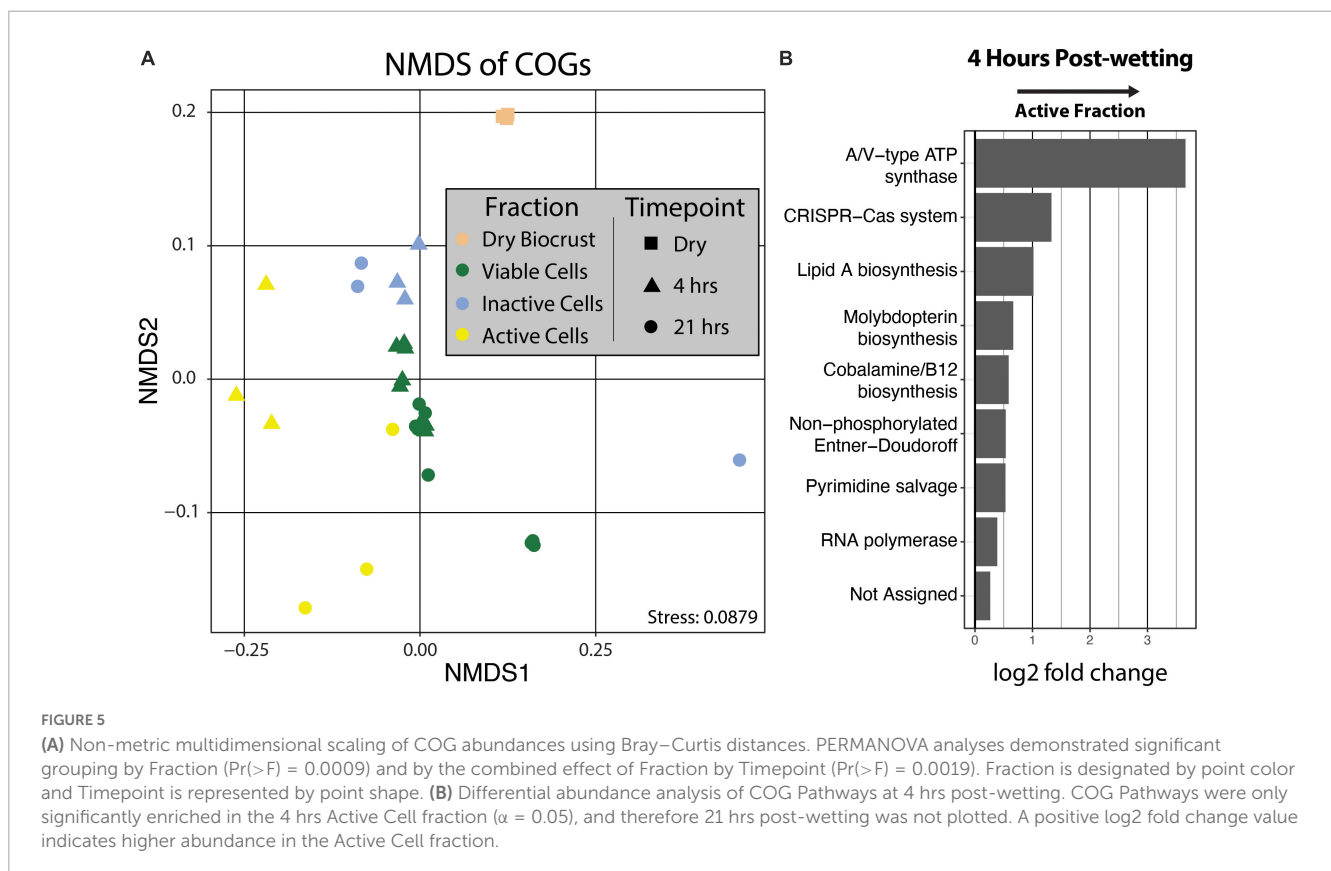 A
NMDS of COGs
0.2
0.1
0.0
−0.1
NMDS2
−0.25
0.00
0.25
NMDS1
Fraction
Dry Biocrust
Viable Cells
Inactive Cells
Active Cells
Timepoint
Dry
4 hrs
21 hrs
Stress: 0.0879
B
4 Hours Post-wetting
Active Fraction
A/V−type ATP
synthase
CRISPR−Cas system
Lipid A biosynthesis
Molybdopterin
biosynthesis
Cobalamine/B12
biosynthesis
Non−phosphorylated
Entner−Doudoroff
Pyrimidine salvage
RNA polymerase
Not Assigned
0
1
2
3
log2 fold change
FIGURE 5
(A) Non-metric multidimensional scaling of COG abundances using Bray–Curtis distances. PERMANOVA analyses demonstrated significant
grouping by Fraction (Pr(>F) = 0.0009) and by the combined effect of Fraction by Timepoint (Pr(>F) = 0.0019). Fraction is designated by point color
and Timepoint is represented by point shape. (B) Differential abundance analysis of COG Pathways at 4 hrs post-wetting. COG Pathways were only
significantly enriched in the 4 hrs Active Cell fraction (α = 0.05), and therefore 21 hrs post-wetting was not plotted. A positive log2 fold change value
indicates higher abundance in the Active Cell fraction.